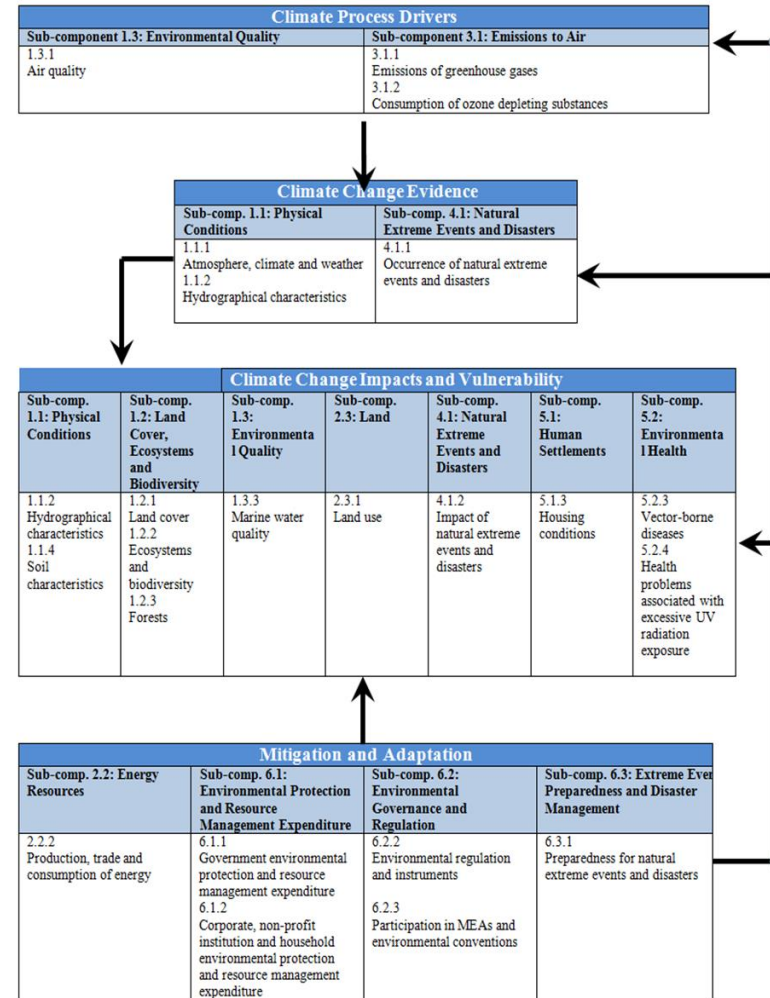 Climate Process Drivers
Sub-component 1.3: Environmental Quality
1.3.1
Air quality
Sub-component 3.1: Emissions to Air
3.1.1
Emissions of greenhouse gases
3.1.2
Consumption of ozone depleting substances
Climate Change Evidence
Sub-comp. 1.1: Physical
Conditions
1.1.1
Atmosphere, climate and weather
1.1.2
Hydrographical characteristics
Sub-comp. 4.1: Natural
Extreme Events and Disasters
4.1.1
Occurrence of natural extreme
events and disasters
Climate Change Impacts and Vulnerability
Sub-comp.
1.1: Physical
Conditions
1.1.2
Hydrographical
characteristics
1.1.4
Soil
characteristics
Sub-comp.
1.2: Land
Cover,
Ecosystems
and
Biodiversity
1.2.1
Land cover
1.2.2
Ecosystems
and
biodiversity
1.2.3
Forests
Sub-comp.
1.3:
Environmenta
l Quality
1.3.3
Marine water
quality
Sub-comp.
2.3: Land
2.3.1
Land use
Sub-comp.
4.1: Natural
Extreme
Events and
Disasters
4.1.2
Impact of
natural extreme
events and
disasters
Sub-comp.
5.1:
Human
Settlements
5.1.3
Housing
conditions
Sub-comp.
5.2:
Environmenta
l Health
5.2.3
Vector-borne
diseases
5.2.4
Health
problems
associated with
excessive UV
radiation
exposure
Mitigation and Adaptation
Sub-comp. 2.2: Energy
Resources
2.2.2
Production, trade and
consumption of energy
Sub-comp. 6.1:
Environmental Protection
and Resource
Management Expenditure
6.1.1
Government environmental
protection and resource
management expenditure
6.1.2
Corporate, non-profit
institution and household
environmental protection
and resource management
expenditure
Sub-comp. 6.2:
Environmental
Governance and
Regulation
6.2.2
Environmental regulation
and instruments
6.2.3
Participation in MEAs and
environmental conventions
Sub-comp. 6.3: Extreme Even
Preparedness and Disaster
Management
6.3.1
Preparedness for natural
extreme events and disasters